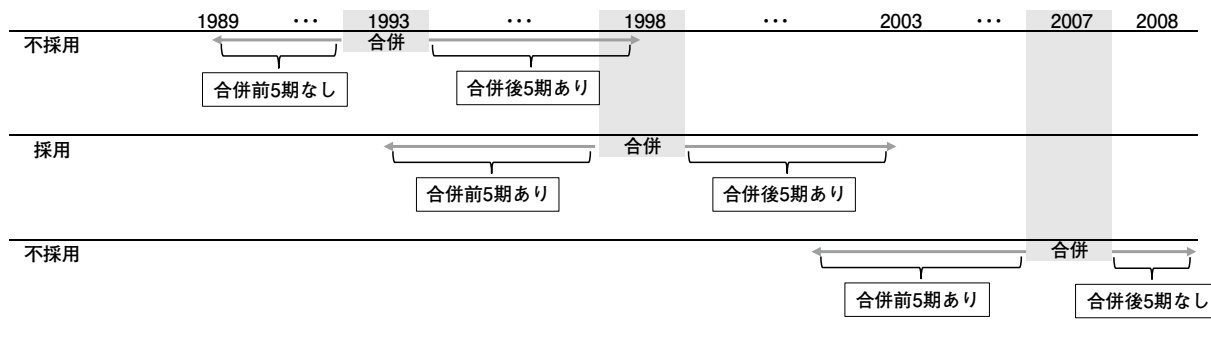 1989 ・・・ 1993 ・・・ 1998 ・・・ 2003 ・・・ 2007 2008
不採用 合併
合併前5期なし 合併後5期あり
採用 合併
合併前5期あり 合併後5期あり
不採用 合併
合併前5期あり 合併後5期なし